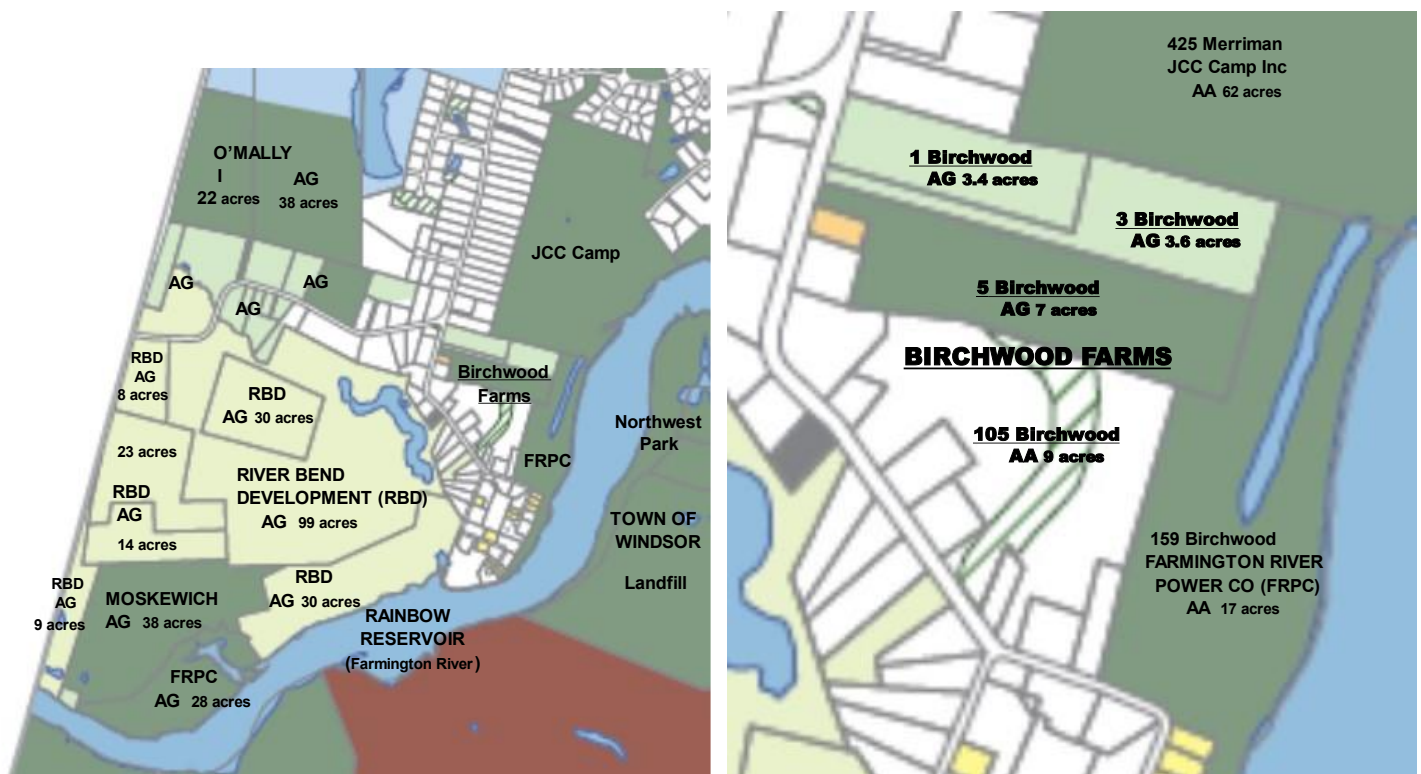 O'MALLY
I
22 acres
AG
38 acres
JCC Camp
AG
AG
AG
RBD
AG
8 acres
RBD
AG 30 acres
Birchwood
Farms
Northwest
Park
23 acres
FRPC
RIVER BEND
DEVELOPMENT (RBD)
AG 99 acres
RBD
AG
14 acres
TOWN OF
WINDSOR
Landfill
RBD
AG
9 acres
MOSKEWICH
AG 38 acres
RBD
AG 30 acres
RAINBOW
RESERVOIR
(Farmington River)
FRPC
AG 28 acres
425 Merriman
JCC Camp Inc
AA 62 acres
1 Birchwood
AG 3.4 acres
3 Birchwood
AG 3.6 acres
5 Birchwood
AG 7 acres
BIRCHWOOD FARMS
105 Birchwood
AA 9 acres
159 Birchwood
FARMINGTON RIVER
POWER CO (FRPC)
AA 17 acres